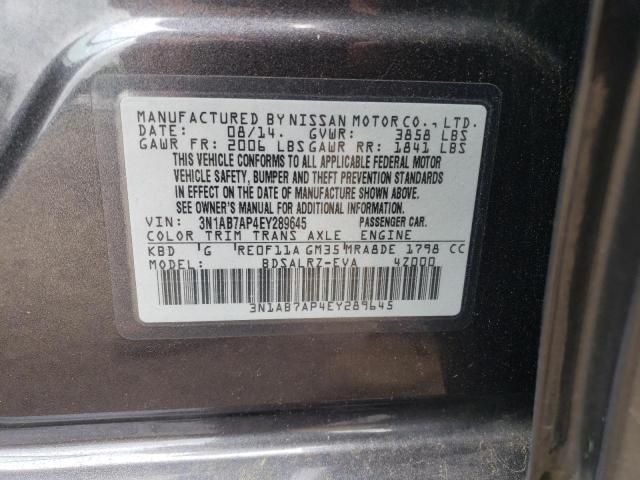 MANUFACTURED BY NISSAN MOTOR CO., LTD.
DATE: 08/14. GVWR: 3858 LBS
GAWR FR: 2006 LBS GAWR RR: 1841 LBS
THIS VEHICLE CONFORMS TO ALL APPLICABLE FEDERAL MOTOR
VEHICLE SAFETY, BUMPER AND THEFT PREVENTION STANDARDS
IN EFFECT ON THE DATE OF MANUFACTURE SHOWN ABOVE.
SEE OWNER'S MANUAL FOR ADDITIONAL INFORMATION.
VIN: 3N1AB7AP4EY289645 PASSENGER CAR.
COLOR TRIM TRANS AXLE ENGINE
KBD G RE0F11A GM35 MRA8DE 1798 CC
MODEL: BDSALRZ-EVA 4Z000
3N1AB7AP4EY289645